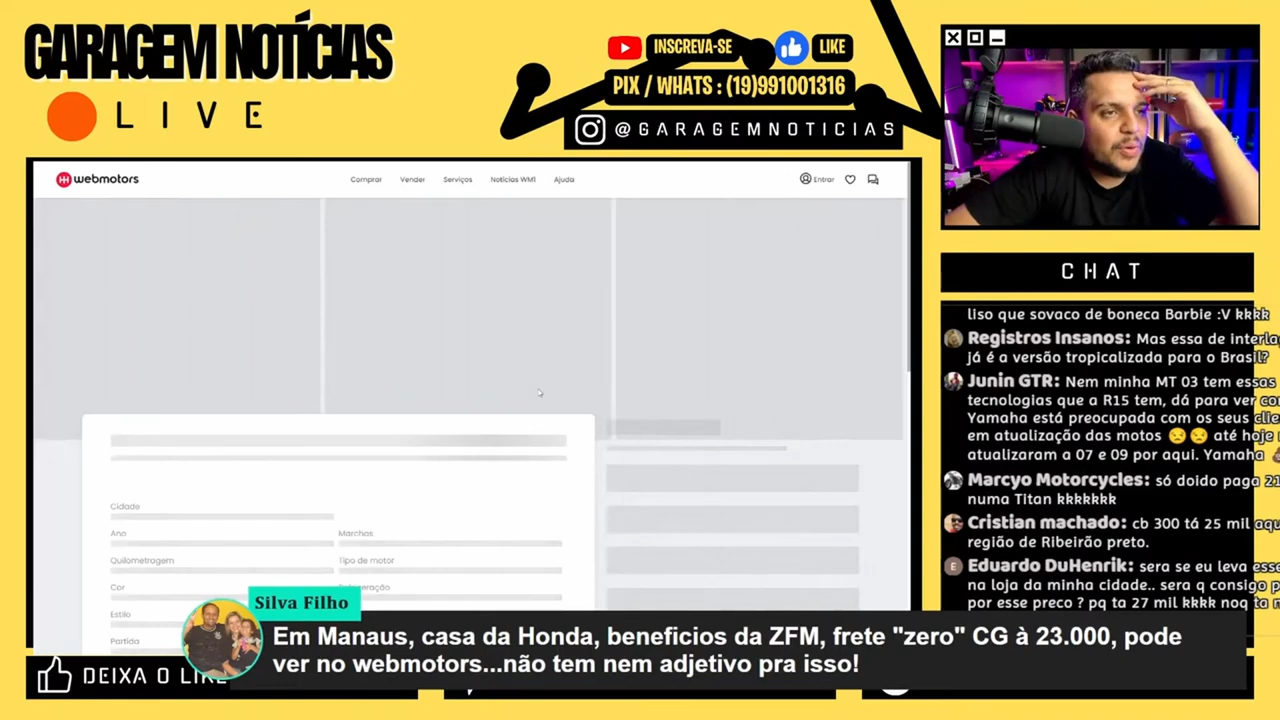 GARAGEM NOTÍCIAS
LIVE
INSCREVA-SE
LIKE
PIX / WHATS : (19)991001316
@GARAGEMNOTICIAS
webmotors
Comprar
Vender
Serviços
Notícias WM1
Ajuda
Entrar
Cidade
Ano
Marchas
Quilometragem
Tipo de motor
Cor
Estilo
Partida
CHAT
liso que sovaco de boneca Barbie :V kkkk
Registros Insanos: Mas essa de
já é a versão tropicalizada para o Brasil?
Junin GTR: Nem minha MT 03 tem essas
tecnologias que a R15 tem, dá para ver
Yamaha está preocupada com os seus
em atualização das motos 😒😒 até hoje
atualizaram a 07 e 09 por aqui. Yamaha
Marcyo Motorcycles: só doido paga 21
numa Titan kkkkkkk
Cristian machado: cb 300 tá 25 mil
região de Ribeirão preto.
Eduardo DuHenrik: sera se eu leva
na loja da minha cidade.. sera q consigo
por esse preco ? pq ta 27 mil kkkk
Silva Filho
Em Manaus, casa da Honda, beneficios da ZFM, frete "zero" CG à 23.000, pode
ver no webmotors...não tem nem adjetivo pra isso!
DEIXA O LIKE